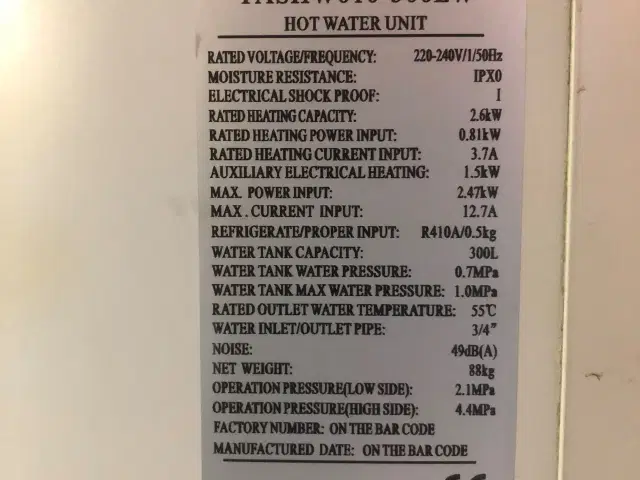 HOT WATER UNIT
RATED VOLTAGE/FREQUENCY: 220-240V/1/50Hz
MOISTURE RESISTANCE: IPX0
ELECTRICAL SHOCK PROOF: I
RATED HEATING CAPACITY: 2.6kW
RATED HEATING POWER INPUT: 0.81kW
RATED HEATING CURRENT INPUT: 3.7A
AUXILIARY ELECTRICAL HEATING: 1.5kW
MAX. POWER INPUT: 2.47kW
MAX. CURRENT INPUT: 12.7A
REFRIGERATE/PROPER INPUT: R410A/0.5kg
WATER TANK CAPACITY: 300L
WATER TANK WATER PRESSURE: 0.7MPa
WATER TANK MAX WATER PRESSURE: 1.0MPa
RATED OUTLET WATER TEMPERATURE: 55℃
WATER INLET/OUTLET PIPE: 3/4"
NOISE: 49dB(A)
NET WEIGHT: 88kg
OPERATION PRESSURE(LOW SIDE): 2.1MPa
OPERATION PRESSURE(HIGH SIDE): 4.4MPa
FACTORY NUMBER: ON THE BAR CODE
MANUFACTURED DATE: ON THE BAR CODE